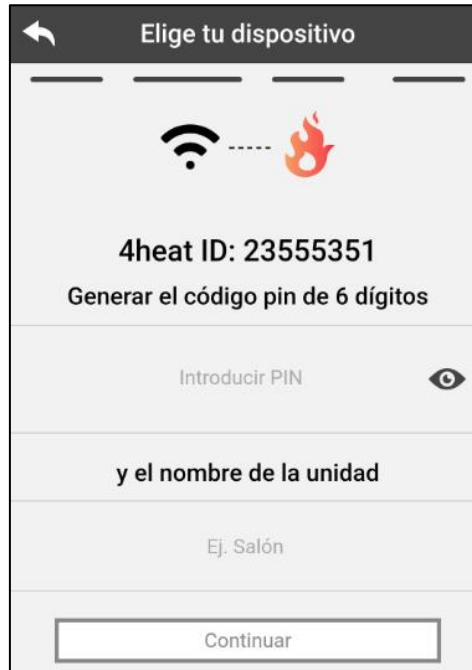 Elige tu dispositivo
4heat ID: 23555351
Generar el código pin de 6 dígitos
Introducir PIN
y el nombre de la unidad
Ej. Salón
Continuar